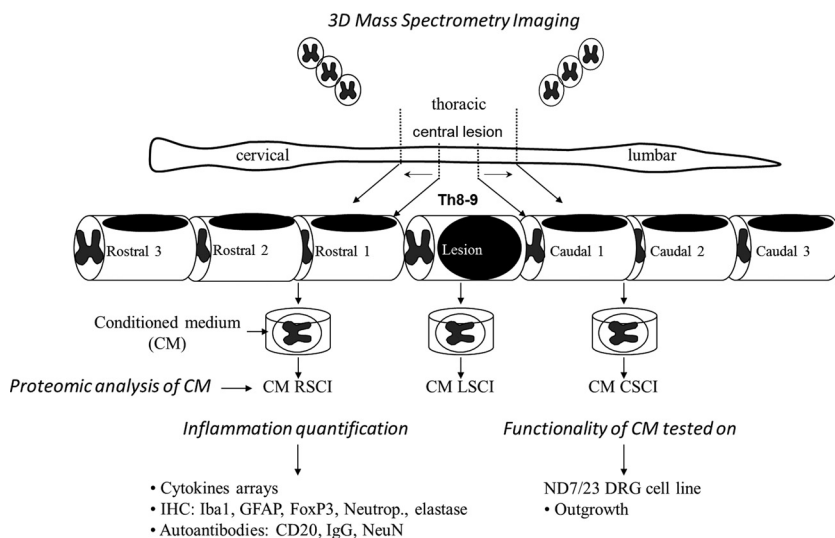 3D Mass Spectrometry Imaging
thoracic
central lesion
cervical
lumbar
Th8-9
Rostral 3
Rostral 2
Rostral 1
Lesion
Caudal 1
Caudal 2
Caudal 3
Conditioned medium
(CM)
Proteomic analysis of CM
CM RSCI
CM LSCI
CM CSCI
Inflammation quantification
• Cytokines arrays
• IHC: Iba1, GFAP, FoxP3, Neutrop., elastase
• Autoantibodies: CD20, IgG, NeuN
Functionality of CM tested on
ND7/23 DRG cell line
• Outgrowth